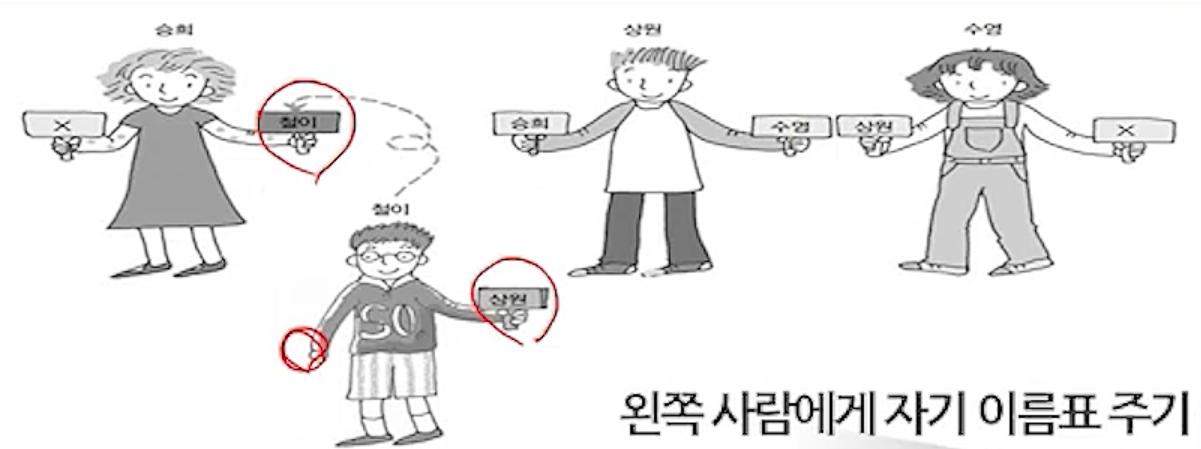 승희 상원 수영
X 철이 승희 수영 상원 X
철이
상원
SO
왼쪽 사람에게 자기 이름표 주기